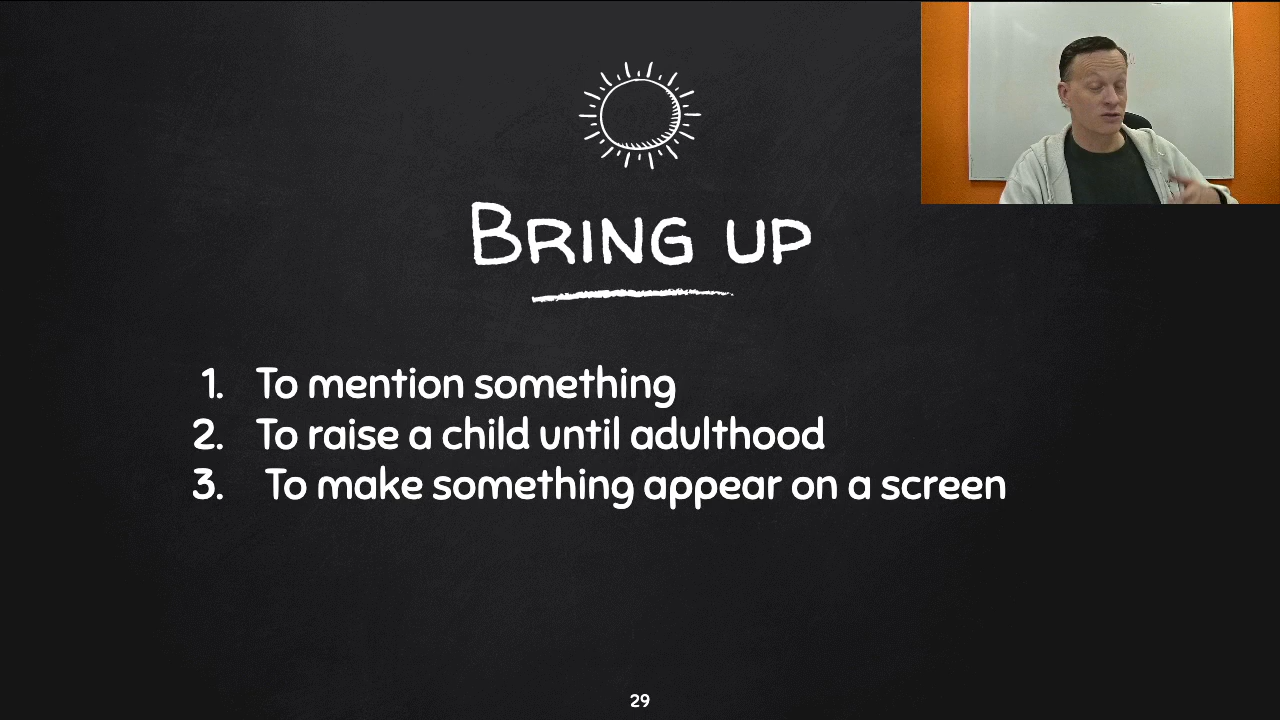 Bring up
1. To mention something
2. To raise a child until adulthood
3. To make something appear on a screen
29